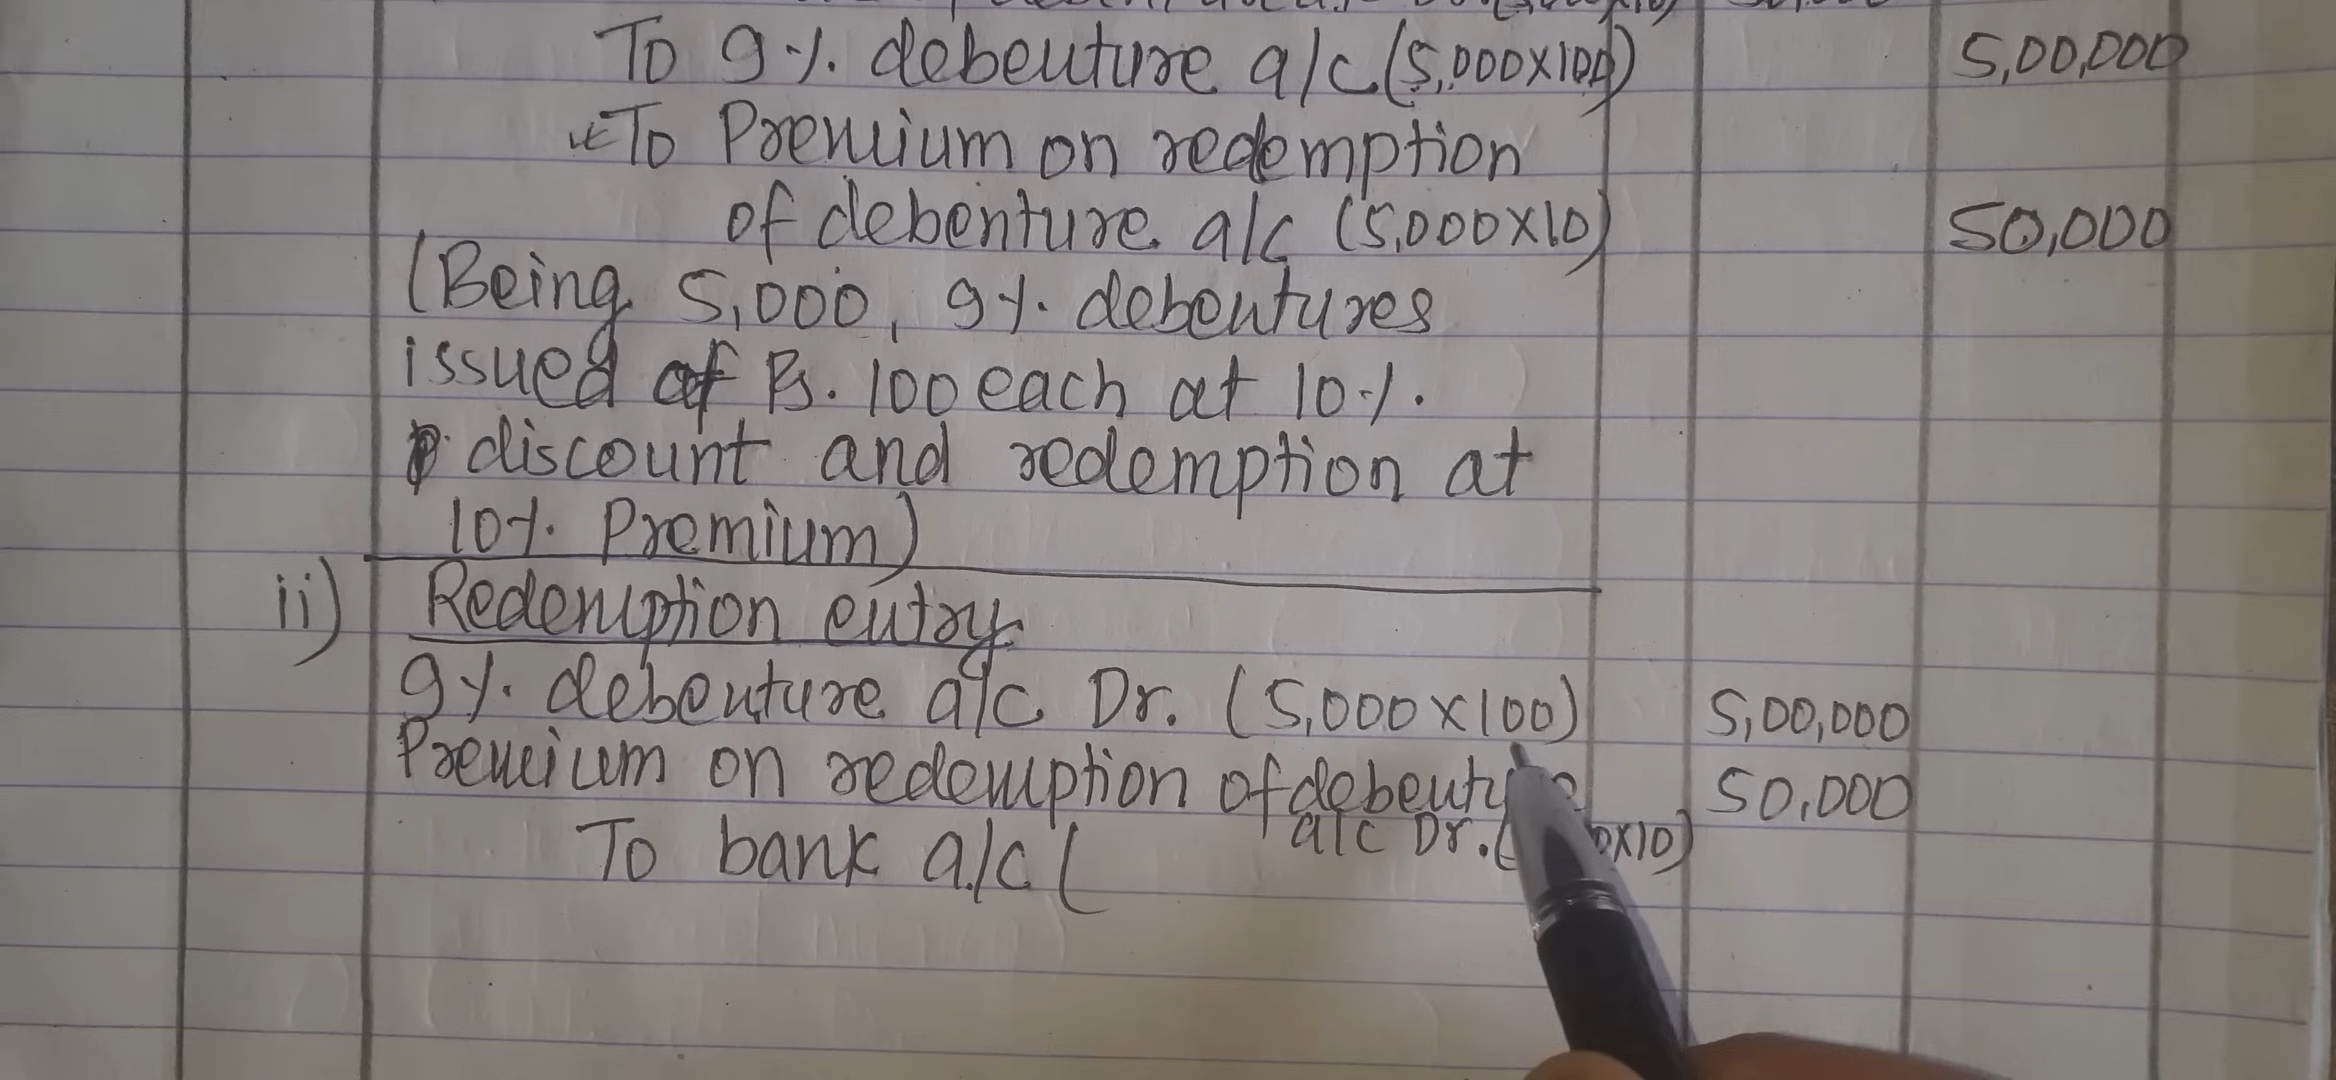 To 9%. debenture a/c (5,000X100) 5,00,000
To Premium on redemption
of debenture a/c (5,000X10) 50,000
(Being 5,000, 9%. debentures
issued of Rs. 100 each at 10%.
discount and redemption at
10%. Premium)
ii) Redemption entry
9%. debenture a/c Dr. (5,000X100) 5,00,000
Premium on redemption of 50,000
a/c Dr. X10)
To bank a/c (